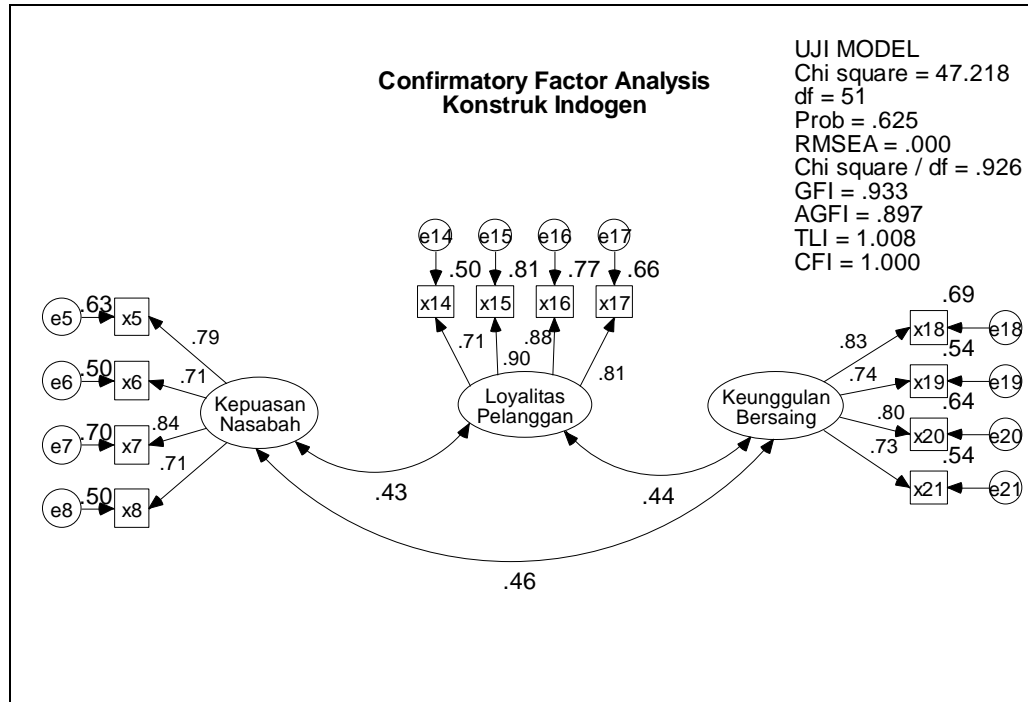 UJI MODEL
Chi square = 47.218
df = 51
Prob = .625
RMSEA = .000
Chi square / df = .926
GFI = .933
AGFI = .897
TLI = 1.008
CFI = 1.000
Confirmatory Factor Analysis
Konstruk Indogen
e14 e15 e16 e17
.50 .81 .77 .66
x14 x15 x16 x17
.71 .90 .88 .81
Loyalitas
Pelanggan
e5 .63 x5 .79
e6 .50 x6 .71
e7 .70 x7 .84
e8 .50 x8 .71
Kepuasan
Nasabah
Keunggulan
Bersaing
.69
.83 x18 e18
.54
.74 x19 e19
.64
.80 x20 e20
.54
.73 x21 e21
.43
.44
.46